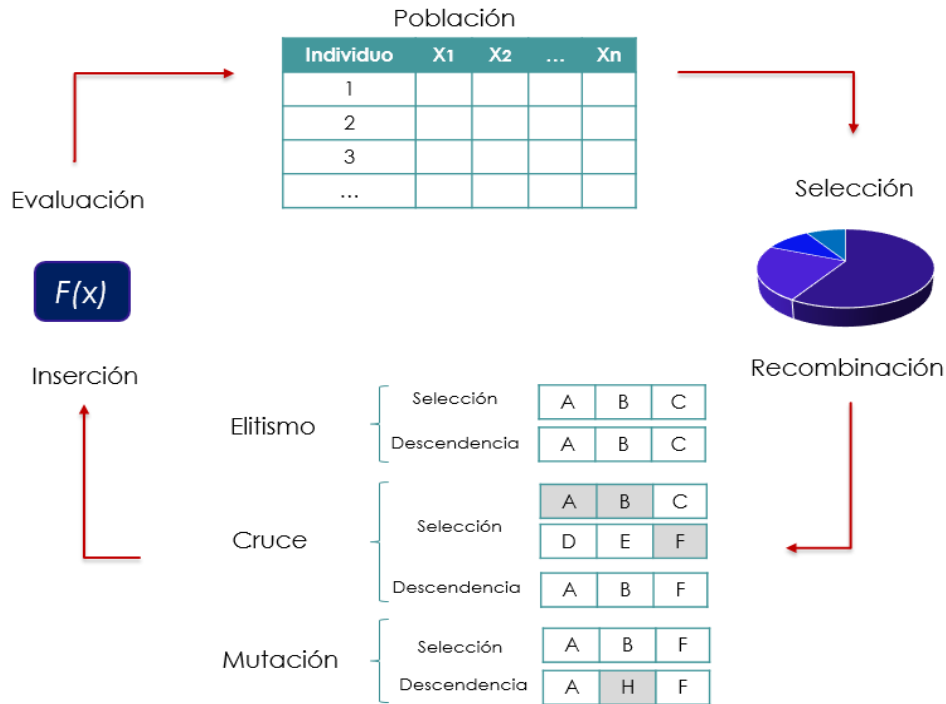 Población
Individuo X1 X2 ... Xn
1
2
3
...
Evaluación
Selección
F(x)
Inserción
Recombinación
Elitismo
Selección
A B C
Descendencia
A B C
Cruce
Selección
A B C
D E F
Descendencia
A B F
Mutación
Selección
A B F
Descendencia
A H F